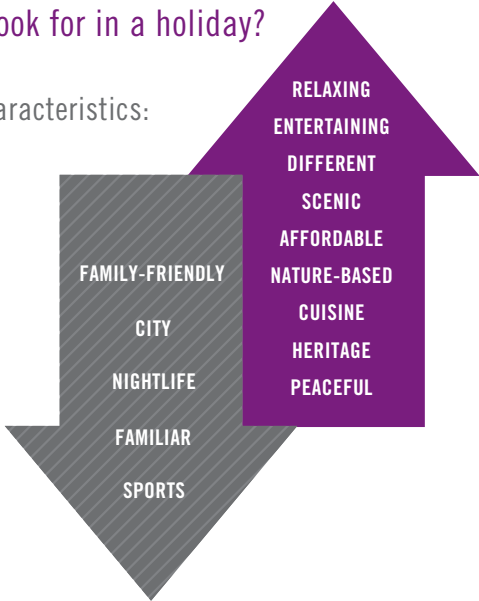 ook for in a holiday?
aracteristics:
RELAXING
ENTERTAINING
DIFFERENT
SCENIC
AFFORDABLE
NATURE-BASED
CUISINE
HERITAGE
PEACEFUL
FAMILY-FRIENDLY
CITY
NIGHTLIFE
FAMILIAR
SPORTS